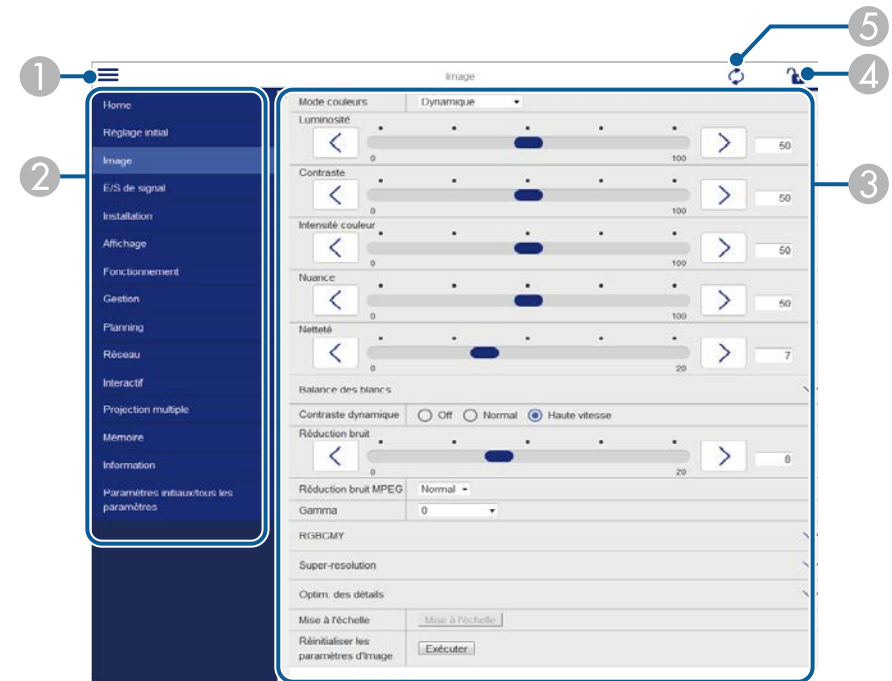 5
1
Image
4
Home
Réglage initial
Image
E/S de signal
Installation
Affichage
Fonctionnement
Gestion
Planning
Réseau
Interactif
Projection multiple
Mémoire
Information
Paramètres initiaux/tous les
paramètres
2
3
Mode couleurs Dynamique
Luminosité
0 100 50
Contraste
0 100 50
Intensité couleur
0 100 50
Nuance
0 100 50
Netteté
0 20 7
Balance des blancs
Contraste dynamique Off Normal Haute vitesse
Réduction bruit
0 20 8
Réduction bruit MPEG Normal
Gamma 0
RGBCMY
Super-resolution
Optim. des détails
Mise à l'échelle Mise à l'échelle
Réinitialiser les
paramètres d'Image Exécuter